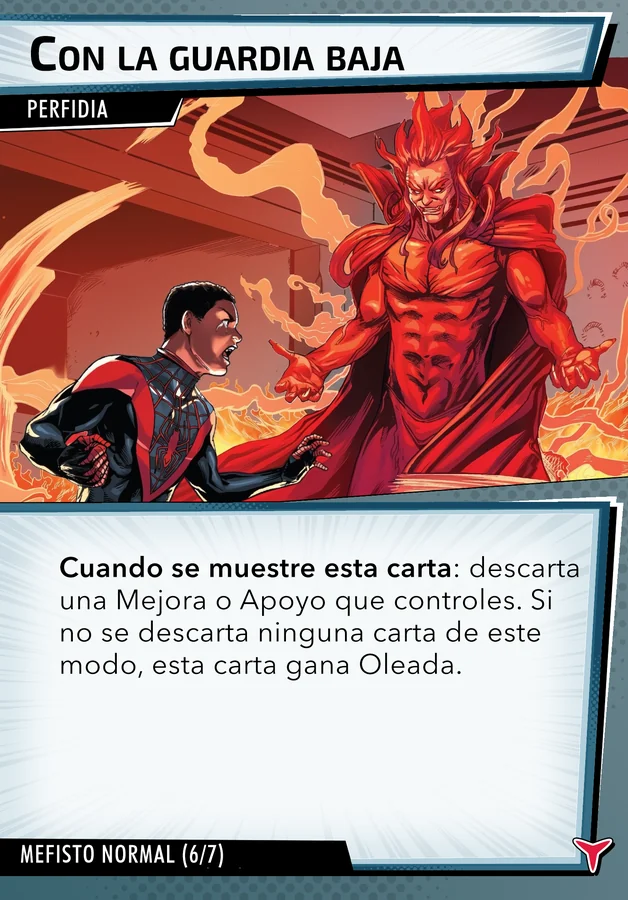 Con la guardia baja
PERFIDIA
Cuando se muestre esta carta: descarta
una Mejora o Apoyo que controles. Si
no se descarta ninguna carta de este
modo, esta carta gana Oleada.
MEFISTO NORMAL (6/7)